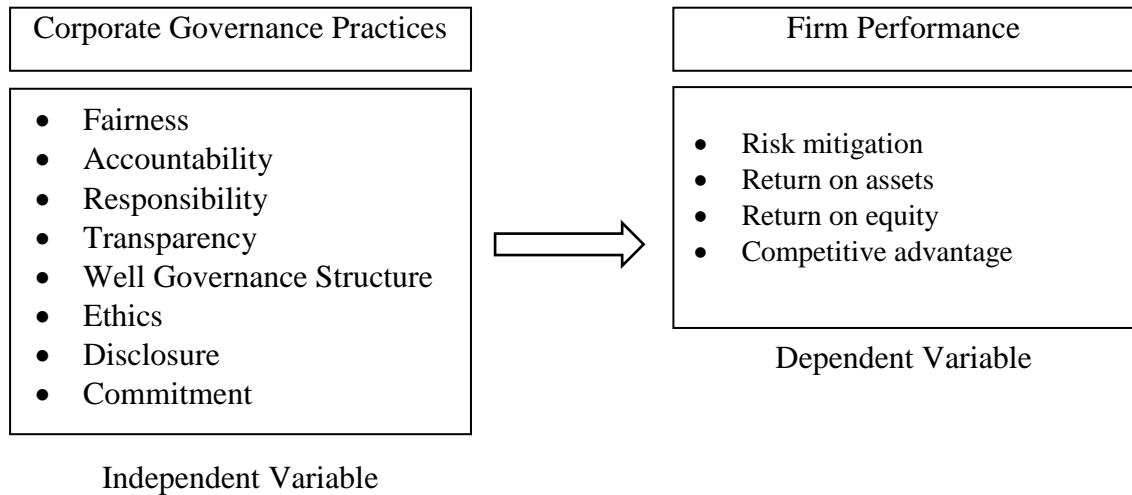 Corporate Governance Practices
• Fairness
• Accountability
• Responsibility
• Transparency
• Well Governance Structure
• Ethics
• Disclosure
• Commitment
Independent Variable
Firm Performance
• Risk mitigation
• Return on assets
• Return on equity
• Competitive advantage
Dependent Variable